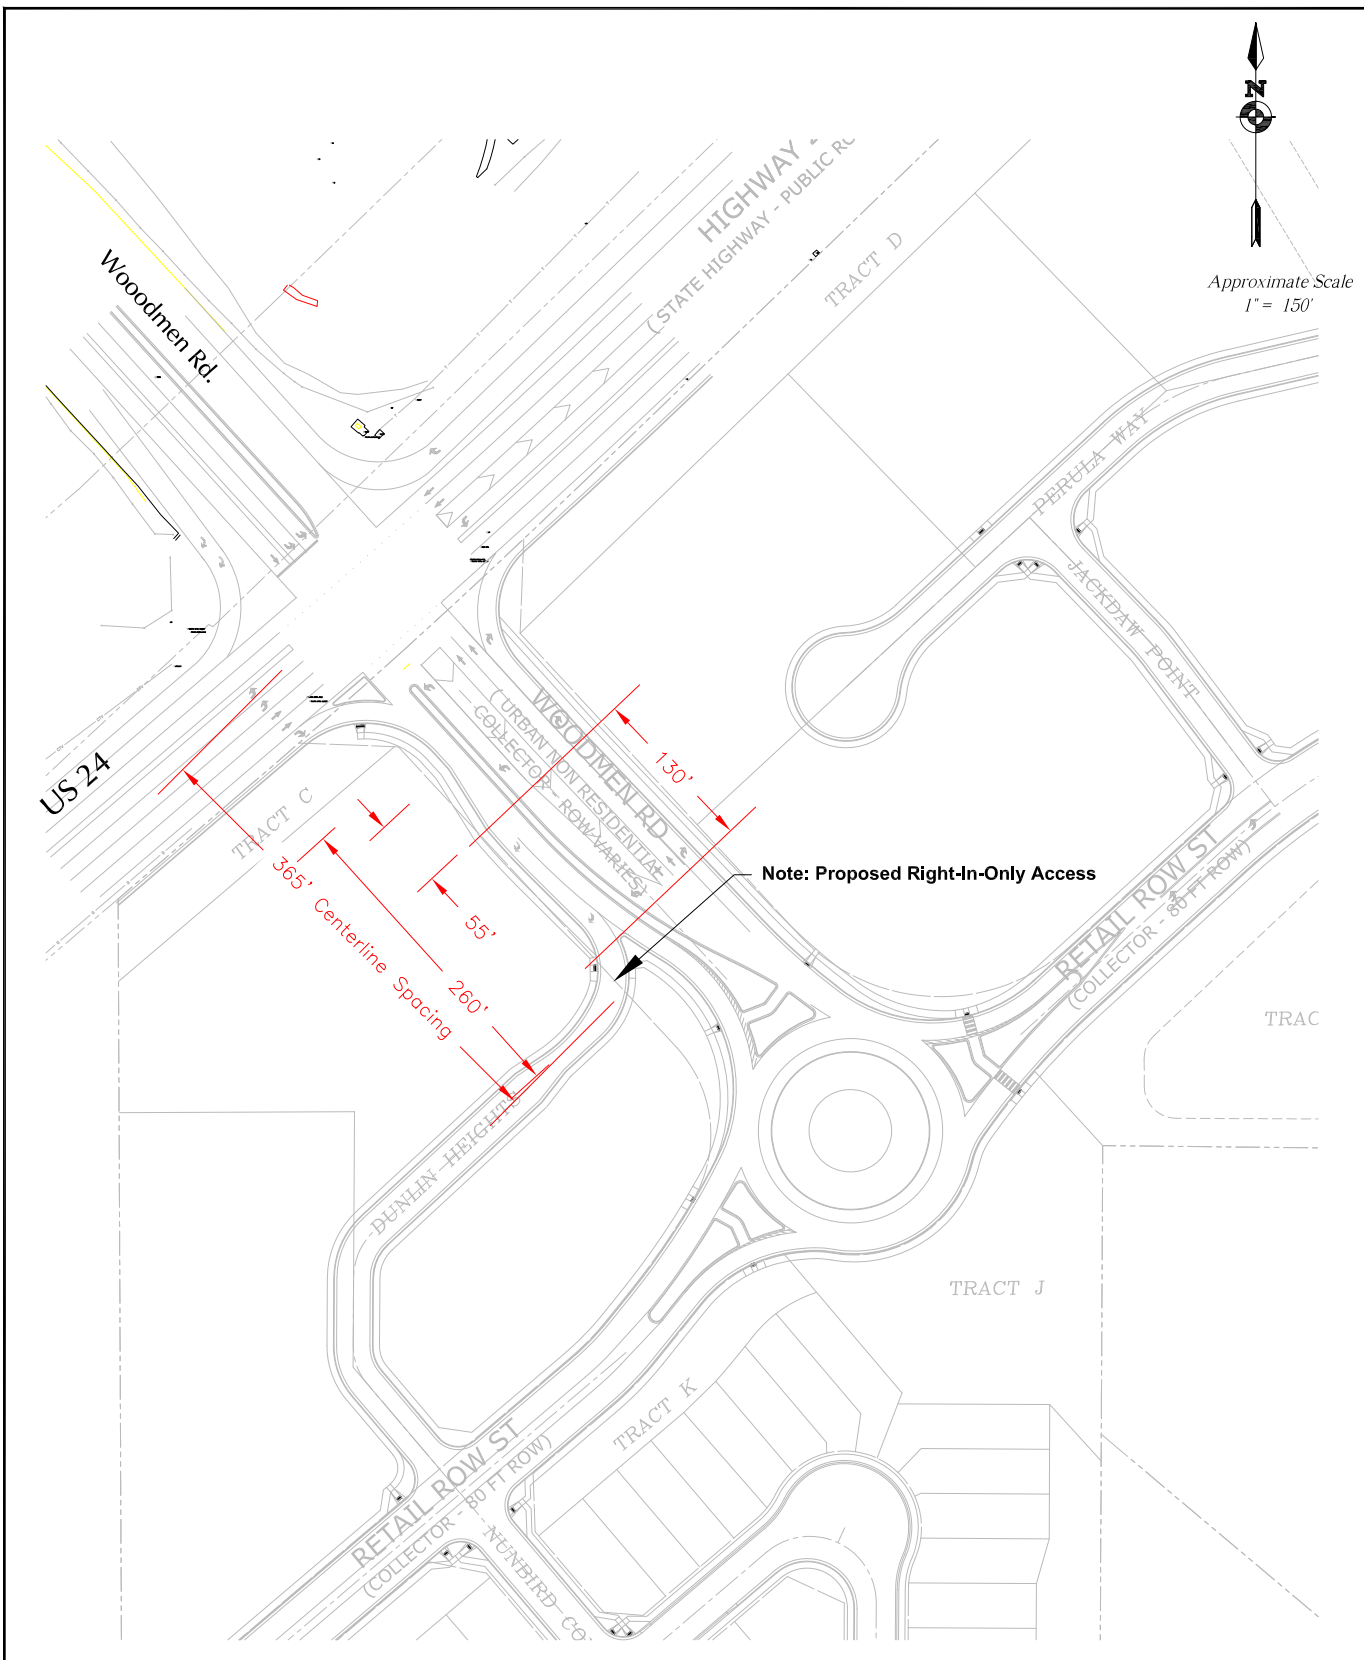 N
Approximate Scale
1" = 150'
HIGHWAY
(STATE HIGHWAY - PUBLIC
TRACT D
Wooodmen Rd.
PERULA WAY
JACKDAW POINT
WOODMEN RD
(URBAN NON RESIDENTIAL
COLLECTOR - ROW VARIES)
130'
US 24
TRACT C
365' Centerline Spacing
55'
260'
Note: Proposed Right-In-Only Access
RETAIL ROW ST
(COLLECTOR - 80 FT ROW)
TRAC
DUNLIN HEIGHTS
TRACT J
TRACT K
RETAIL ROW ST
(COLLECTOR - 80 FT ROW)
NUNBIRD CO